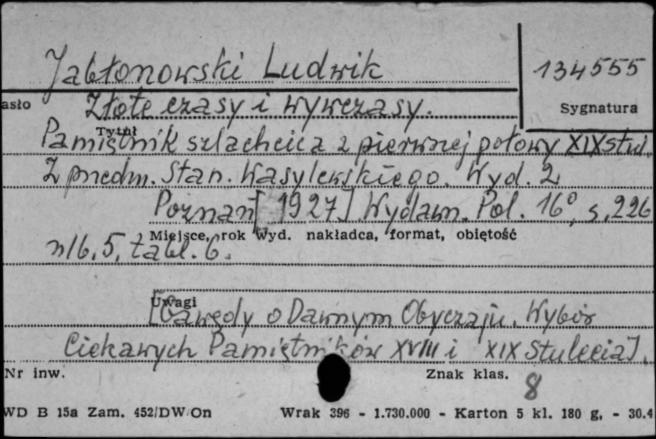 Jabłonowski Ludwik
134555
asło
Złote czasy i wywczasy.
Sygnatura
Tytuł
Pamiętnik szlachcica z pierwszej połowy XIX stul.
Z przedm. Stan. Wasylewskiego. Wyd. 2
Poznań [1927] Wydawn. Pol. 16°, s. 226
Miejsce, rok wyd. nakładca, format, objętość
nlb. 5, tabl. 6.
Uwagi
[Gawędy o Dawnym Obyczaju. Wybór
Ciekawych Pamiętników XVIII i XIX Stulecia].
Nr inw.
Znak klas. 8
WD B 15a Zam. 452/DW/On Wrak 396 - 1.730.000 - Karton 5 kl. 180 g, - 30.4